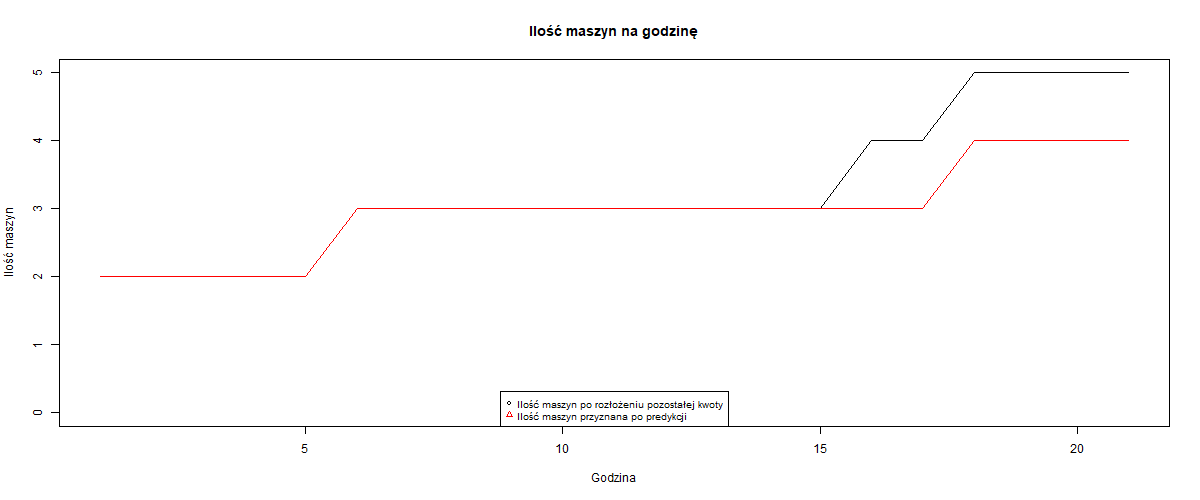 Ilość maszyn na godzinę
5
4
3
2
1
0
Ilość maszyn
Ilość maszyn po rozłożeniu pozostałej kwoty
Ilość maszyn przyznana po predykcji
5 10 15 20
Godzina